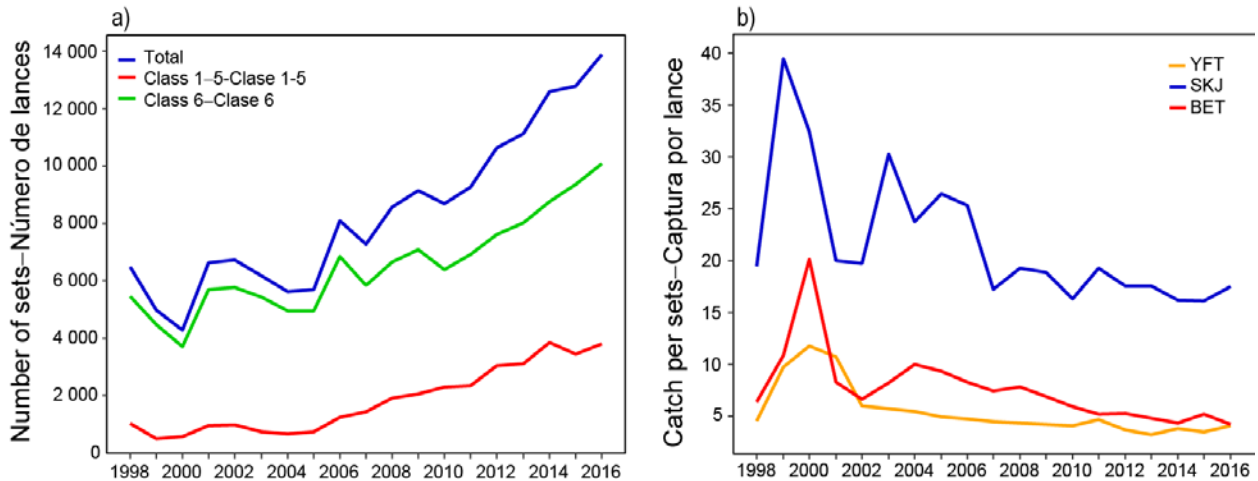 a)
Number of sets–Número de lances
14 000
12 000
10 000
8 000
6 000
4 000
2 000
0
Total
Class 1–5-Clase 1-5
Class 6–Clase 6
1998 2000 2002 2004 2006 2008 2010 2012 2014 2016
b)
Catch per sets–Captura por lance
40
35
30
25
20
15
10
5
YFT
SKJ
BET
1998 2000 2002 2004 2006 2008 2010 2012 2014 2016